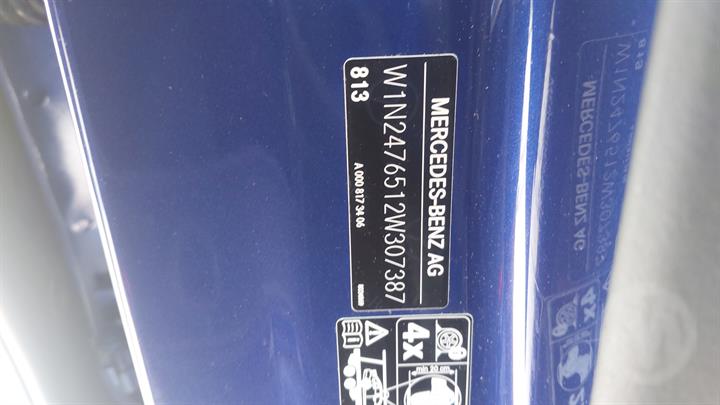 MERCEDES-BENZ AG
W1N2476512W307387
813
A 000 817 34 06
4x
min 20 cm